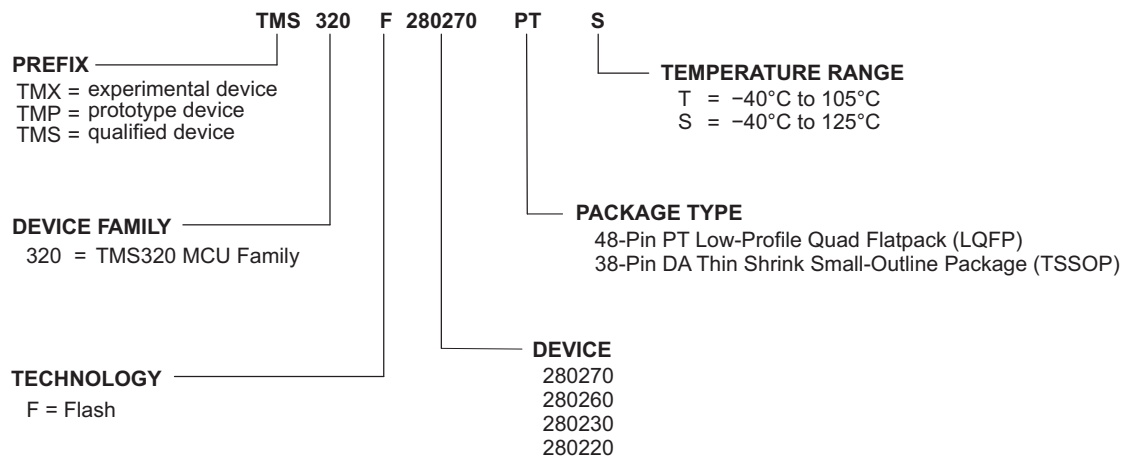 TMS 320 F 280270 PT S
PREFIX
TMX = experimental device
TMP = prototype device
TMS = qualified device
TEMPERATURE RANGE
T = −40°C to 105°C
S = −40°C to 125°C
DEVICE FAMILY
320 = TMS320 MCU Family
PACKAGE TYPE
48-Pin PT Low-Profile Quad Flatpack (LQFP)
38-Pin DA Thin Shrink Small-Outline Package (TSSOP)
TECHNOLOGY
F = Flash
DEVICE
280270
280260
280230
280220